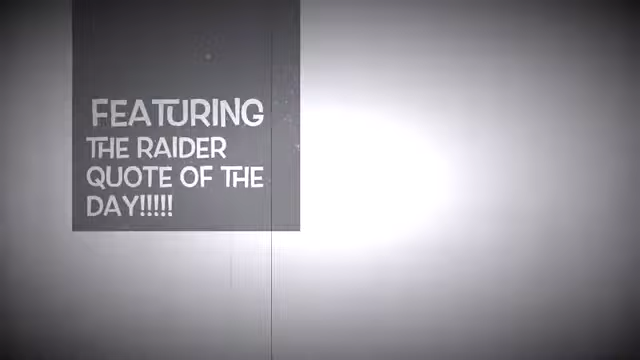 FEATURING
THE RAIDER
QUOTE OF THE
DAY!!!!!